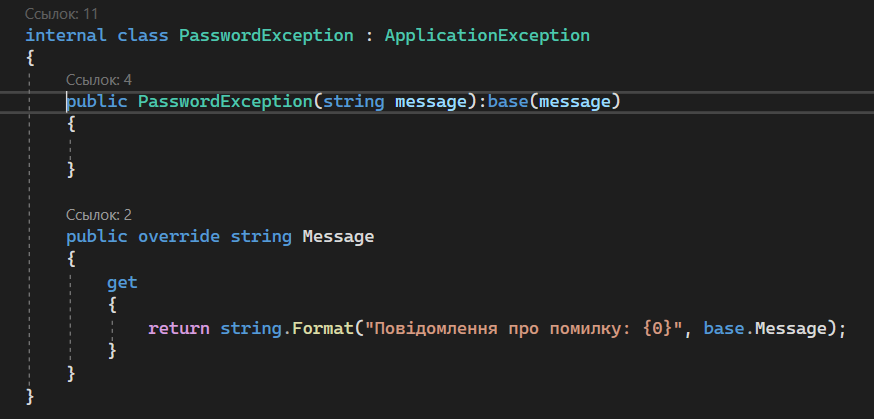 Ссылок: 11
internal class PasswordException : ApplicationException
{
Ссылок: 4
public PasswordException(string message):base(message)
{
}
Ссылок: 2
public override string Message
{
get
{
return string.Format("Повідомлення про помилку: {0}", base.Message);
}
}
}